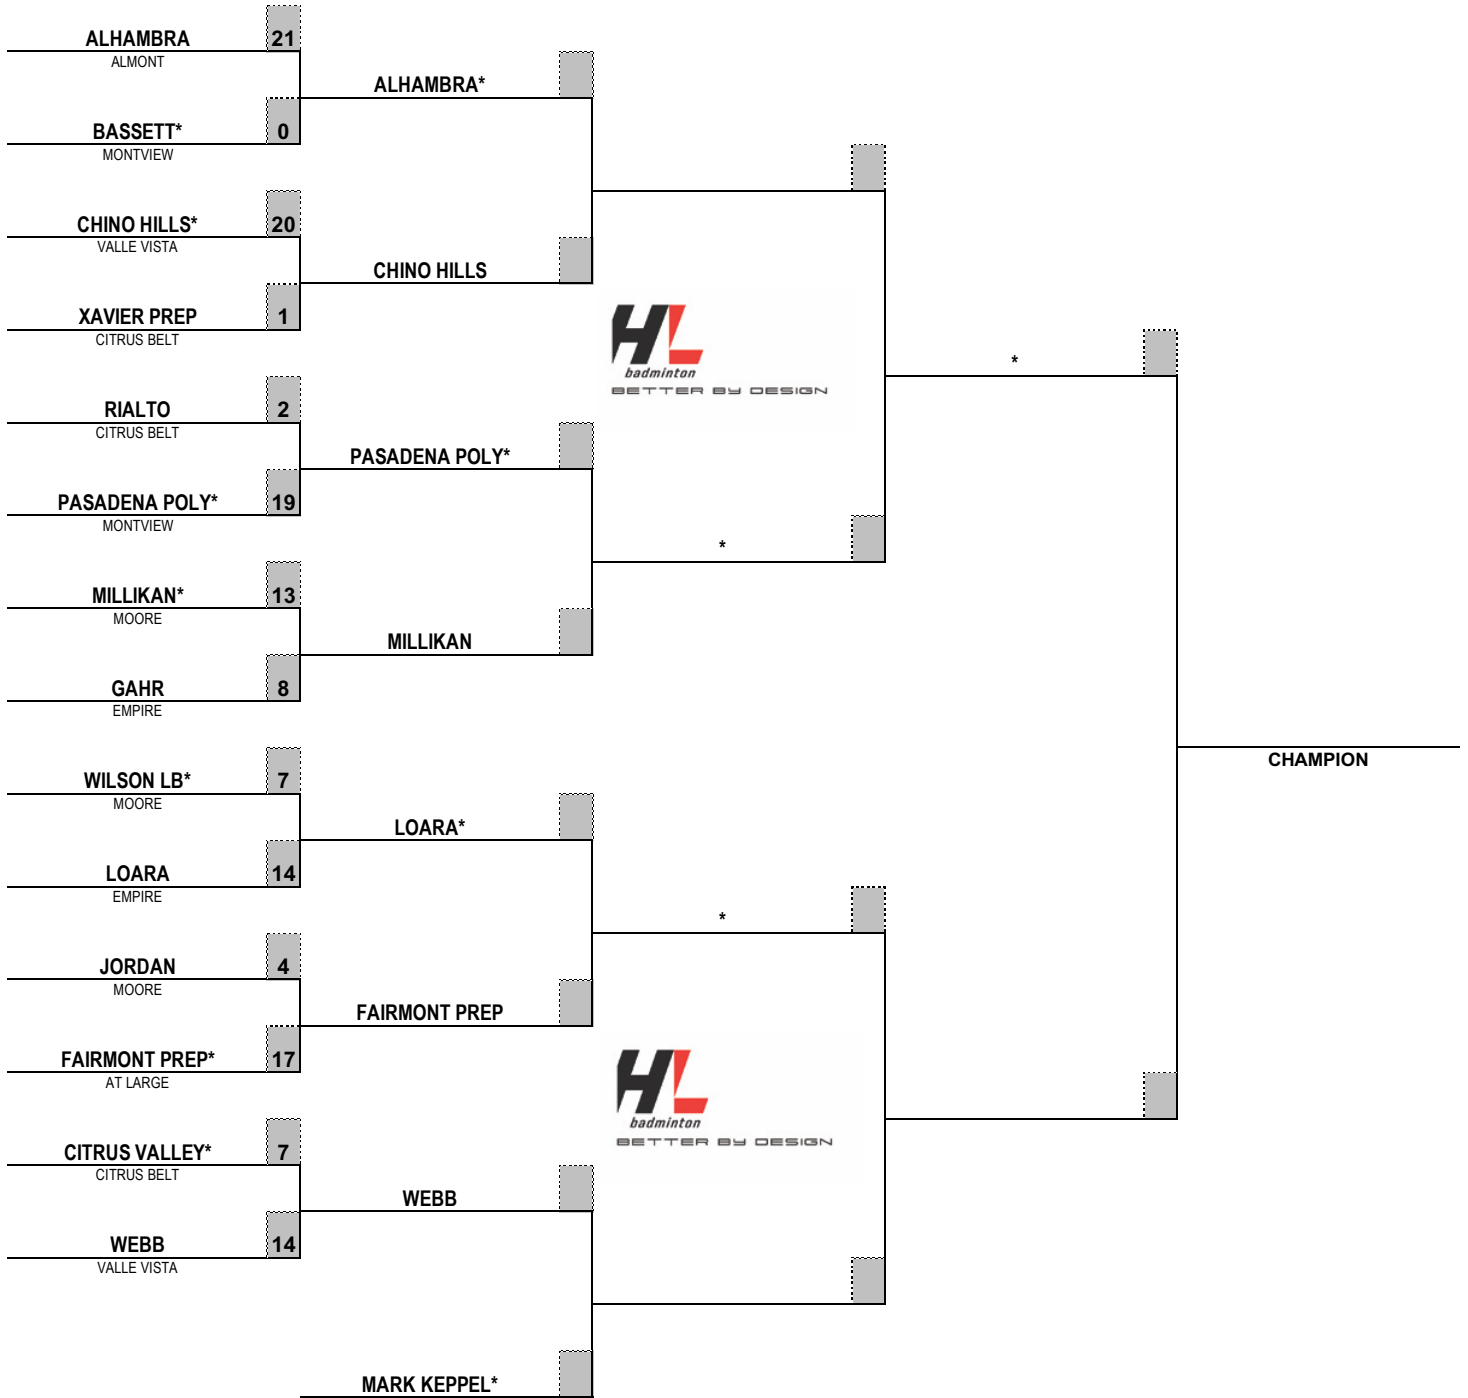 ALHAMBRA 21
ALMONT
ALHAMBRA*
BASSETT* 0
MONTVIEW
CHINO HILLS* 20
VALLE VISTA
CHINO HILLS
XAVIER PREP 1
CITRUS BELT
HL
badminton
BETTER BY DESIGN
*
RIALTO 2
CITRUS BELT
PASADENA POLY*
PASADENA POLY* 19
MONTVIEW
*
MILLIKAN* 13
MOORE
MILLIKAN
GAHR 8
EMPIRE
CHAMPION
WILSON LB* 7
MOORE
LOARA*
LOARA 14
EMPIRE
*
JORDAN 4
MOORE
FAIRMONT PREP
FAIRMONT PREP* 17
AT LARGE
HL
badminton
BETTER BY DESIGN
CITRUS VALLEY* 7
CITRUS BELT
WEBB
WEBB 14
VALLE VISTA
MARK KEPPEL*